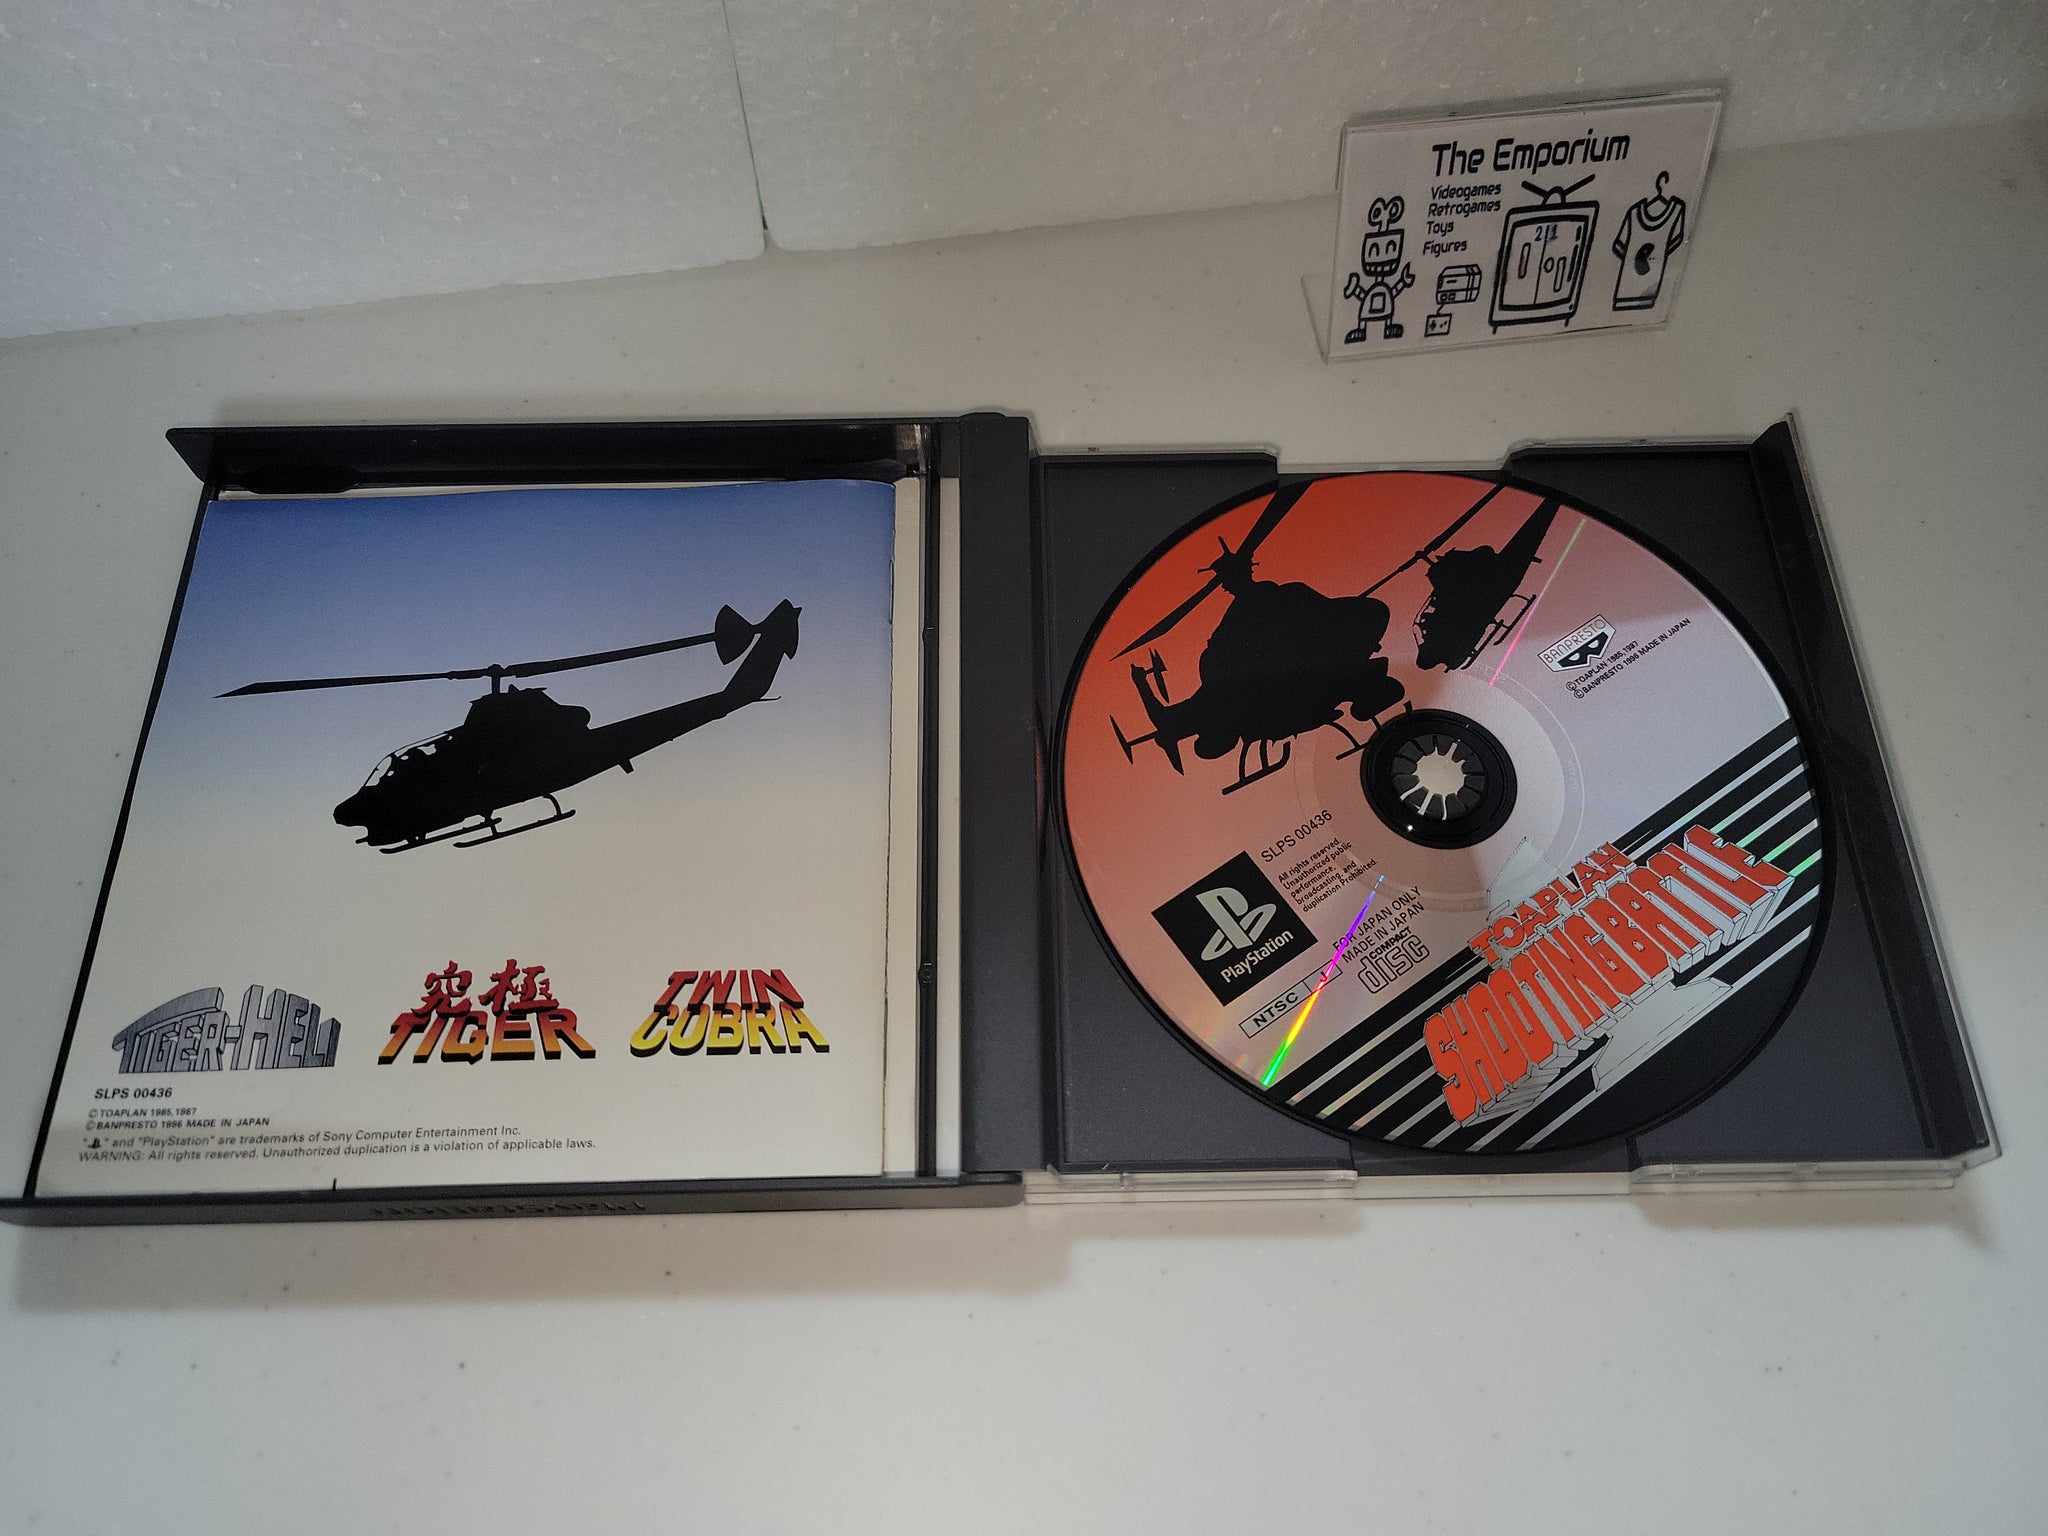 The Emporium
Videogames
Retrogames
Toys
Figures
21
TIGER-HELI
究極
TIGER
TWIN
COBRA
SLPS 00436
©TOAPLAN 1985,1987
©BANPRESTO 1996 MADE IN JAPAN
" " and "PlayStation" are trademarks of Sony Computer Entertainment Inc.
WARNING: All rights reserved. Unauthorized duplication is a violation of applicable laws.
PlayStation
BANPRESTO
©TOAPLAN 1985,1987
©BANPRESTO 1996 MADE IN JAPAN
SLPS 00436
All rights reserved.
Unauthorized public
performance,
broadcasting, and
duplication Prohibited.
PlayStation
NTSC J
FOR JAPAN ONLY
MADE IN JAPAN
COMPACT
disc
TOAPLAN
SHOOTING BATTLE